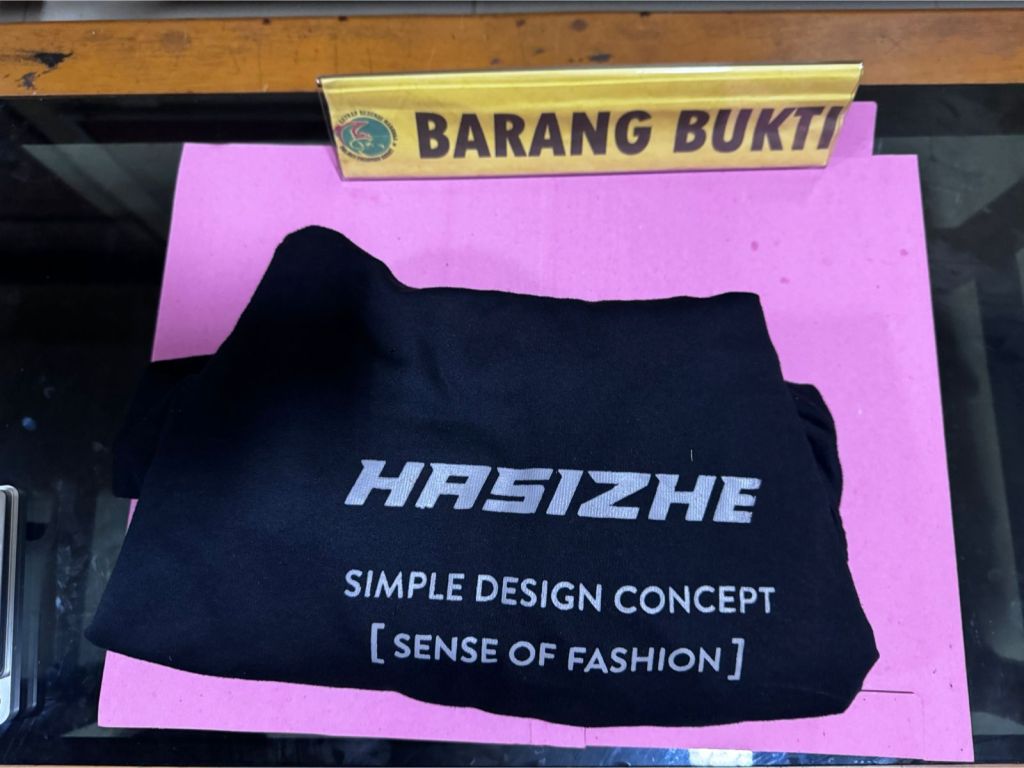 BARANG BUKTI
HASIZHE
SIMPLE DESIGN CONCEPT
[SENSE OF FASHION]